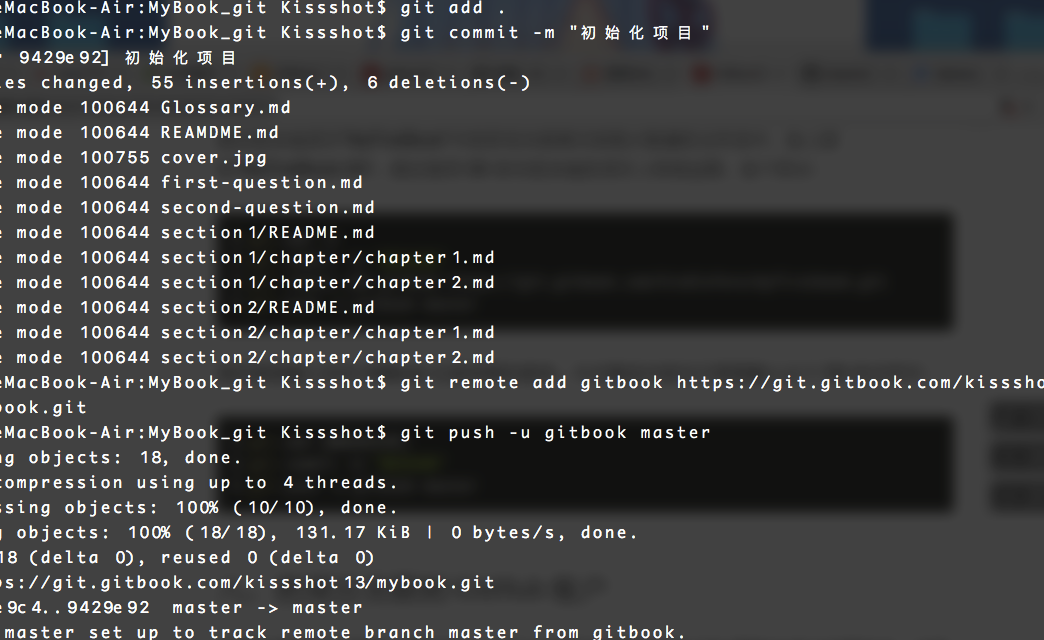 eMacBook-Air:MyBook_git Kissshot$ git add .
eMacBook-Air:MyBook_git Kissshot$ git commit -m "初始化项目"
9429e92] 初始化项目
les changed, 55 insertions(+), 6 deletions(-)
e mode 100644 Glossary.md
e mode 100644 REAMDME.md
e mode 100755 cover.jpg
e mode 100644 first-question.md
e mode 100644 second-question.md
e mode 100644 section1/README.md
e mode 100644 section1/chapter/chapter1.md
e mode 100644 section1/chapter/chapter2.md
e mode 100644 section2/README.md
e mode 100644 section2/chapter/chapter1.md
e mode 100644 section2/chapter/chapter2.md
eMacBook-Air:MyBook_git Kissshot$ git remote add gitbook https://git.gitbook.com/kisssho
book.git
eMacBook-Air:MyBook_git Kissshot$ git push -u gitbook master
ng objects: 18, done.
compression using up to 4 threads.
ssing objects: 100% (10/10), done.
g objects: 100% (18/18), 131.17 KiB | 0 bytes/s, done.
18 (delta 0), reused 0 (delta 0)
ps://git.gitbook.com/kissshot13/mybook.git
e9c4..9429e92  master -> master
master set up to track remote branch master from gitbook.